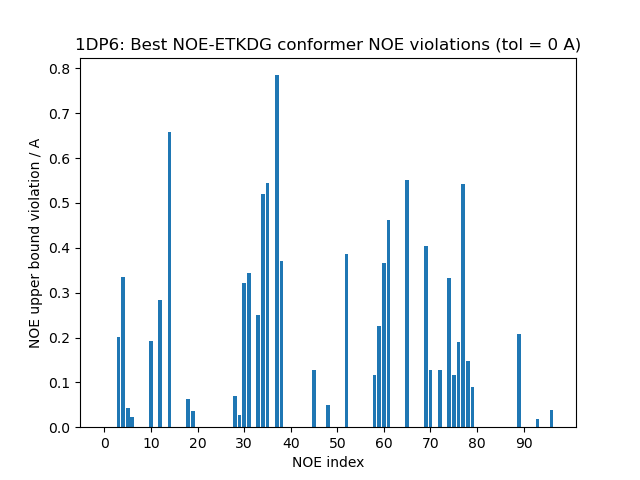 1DP6: Best NOE-ETKDG conformer NOE violations (tol = 0 A)
0.8
0.7
0.6
0.5
0.4
0.3
0.2
0.1
0.0
NOE upper bound violation / A
0 10 20 30 40 50 60 70 80 90
NOE index